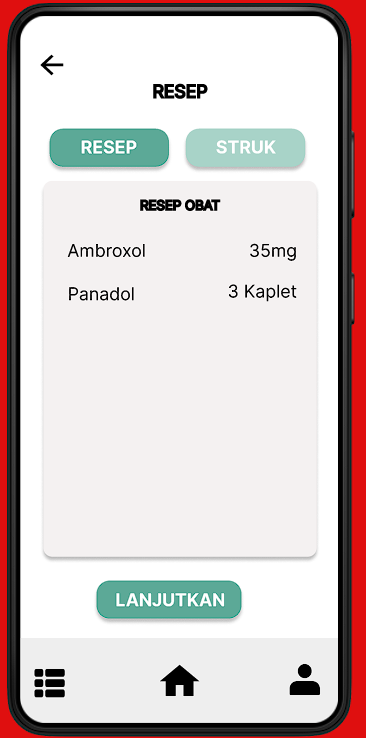 RESEP
RESEP STRUK
RESEP OBAT
Ambroxol 35mg
Panadol 3 Kaplet
LANJUTKAN